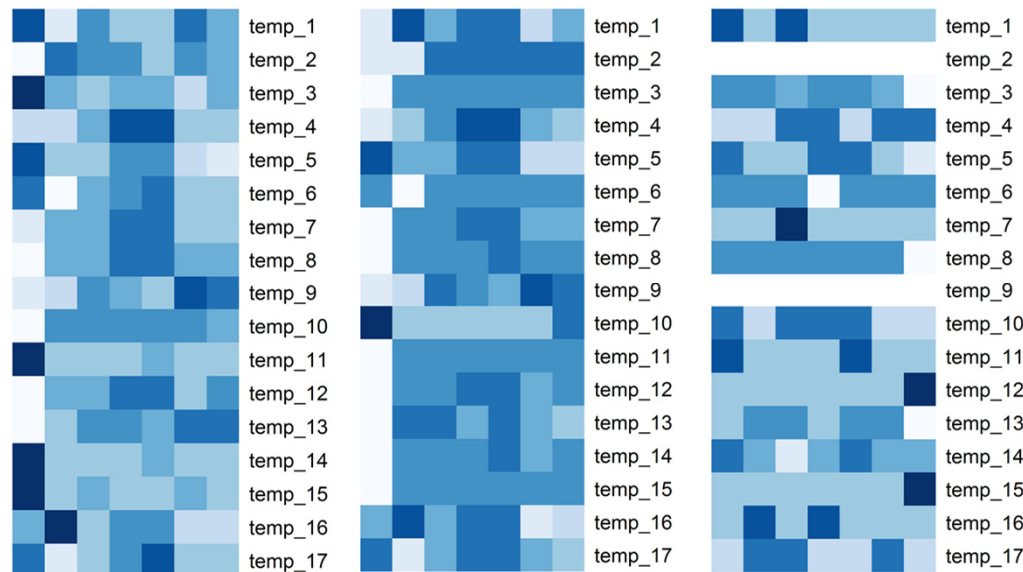 temp_1 temp_1 temp_1
temp_2 temp_2 temp_2
temp_3 temp_3 temp_3
temp_4 temp_4 temp_4
temp_5 temp_5 temp_5
temp_6 temp_6 temp_6
temp_7 temp_7 temp_7
temp_8 temp_8 temp_8
temp_9 temp_9 temp_9
temp_10 temp_10 temp_10
temp_11 temp_11 temp_11
temp_12 temp_12 temp_12
temp_13 temp_13 temp_13
temp_14 temp_14 temp_14
temp_15 temp_15 temp_15
temp_16 temp_16 temp_16
temp_17 temp_17 temp_17